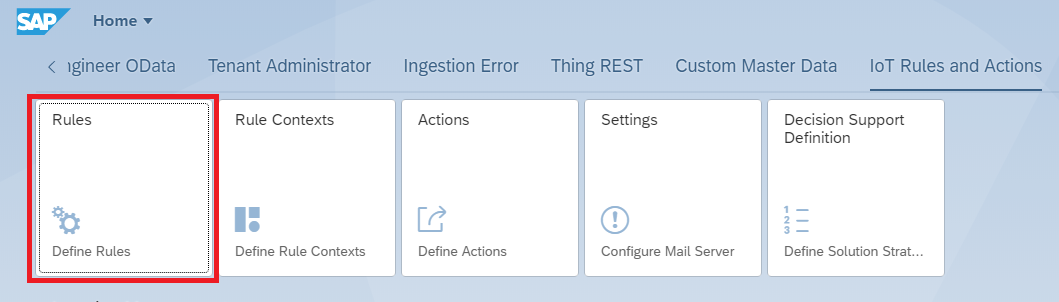 SAP Home
ngineer OData Tenant Administrator Ingestion Error Thing REST Custom Master Data IoT Rules and Actions
Rules
Define Rules
Rule Contexts
Define Rule Contexts
Actions
Define Actions
Settings
Configure Mail Server
Decision Support
Definition
1
2
3
Define Solution Strat...